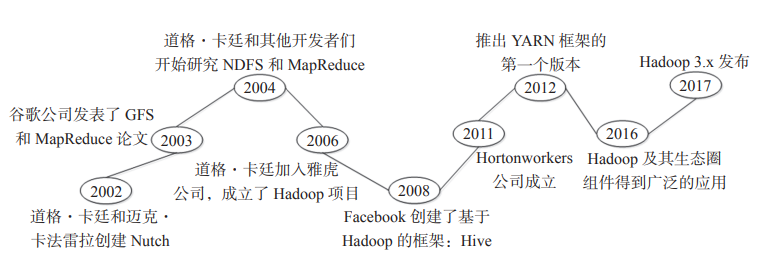 2002
道格·卡廷和迈克·
卡法雷拉创建 Nutch
谷歌公司发表了 GFS
和 MapReduce 论文
2003
道格·卡廷和其他开发者们
开始研究 NDFS 和 MapReduce
2004
2006
道格·卡廷加入雅虎
公司，成立了 Hadoop 项目
2008
Facebook 创建了基于
Hadoop 的框架：Hive
2011
Hortonworkers
公司成立
推出 YARN 框架的
第一个版本
2012
2016
Hadoop 及其生态圈
组件得到广泛的应用
Hadoop 3.x 发布
2017